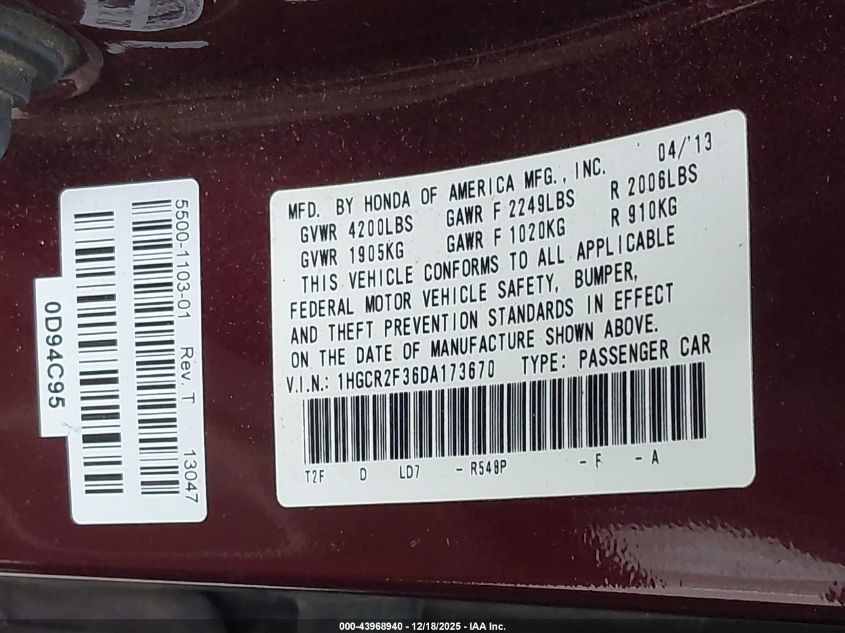 MFD. BY HONDA OF AMERICA MFG., INC. 04/'13
GVWR 4200LBS GAWR F 2249LBS R 2006LBS
GVWR 1905KG GAWR F 1020KG R 910KG
THIS VEHICLE CONFORMS TO ALL APPLICABLE
FEDERAL MOTOR VEHICLE SAFETY, BUMPER,
AND THEFT PREVENTION STANDARDS IN EFFECT
ON THE DATE OF MANUFACTURE SHOWN ABOVE.
V.I.N.: 1HGCR2F36DA173670 TYPE: PASSENGER CAR
T2F D LD7 -R548P -F -A
5500-1103-01 Rev. T 13047
0D94C95
000-43968940 - 12/18/2025 - IAA Inc.